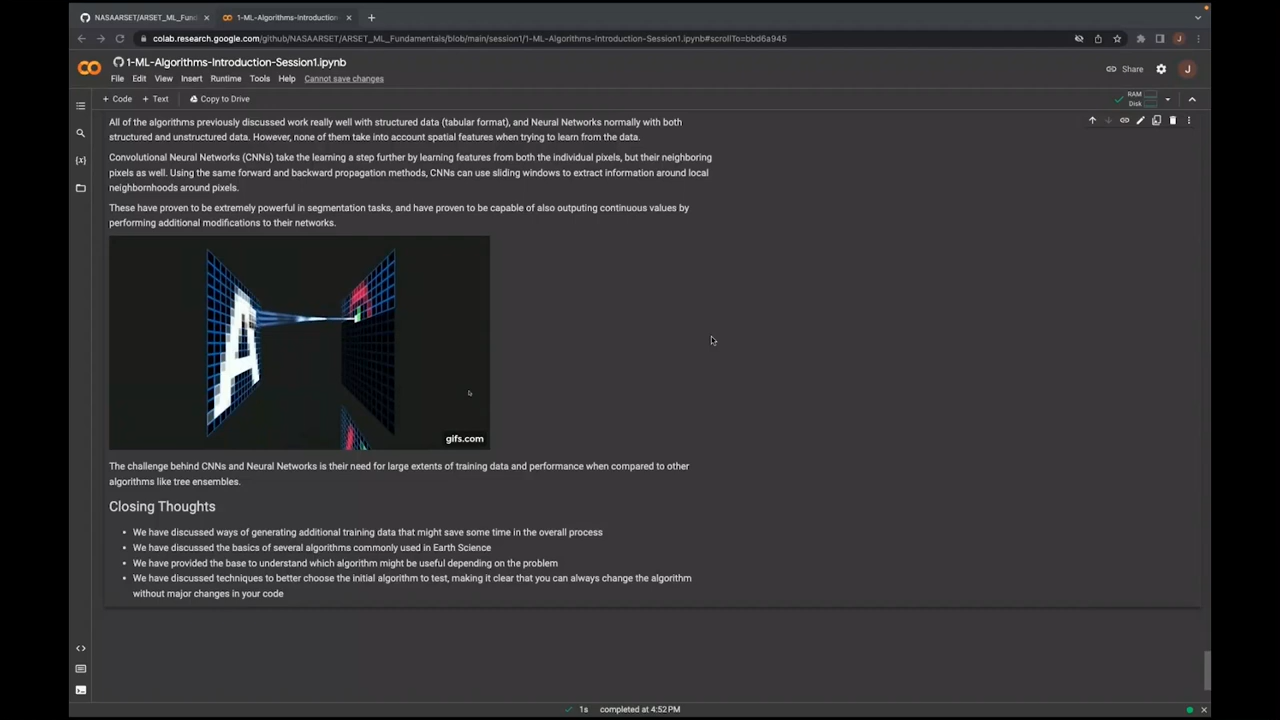 NASAARSET/ARSET_ML_Fund
1-ML-Algorithms-Introduction
colab.research.google.com/github/NASAARSET/ARSET_ML_Fundamentals/blob/main/session1/1-ML-Algorithms-Introduction-Session1.ipynb#scrollTo=bbd6a945
J
1-ML-Algorithms-Introduction-Session1.ipynb
Share
J
File Edit View Insert Runtime Tools Help Cannot save changes
+ Code + Text Copy to Drive
RAM
Disk
All of the algorithms previously discussed work really well with structured data (tabular format), and Neural Networks normally with both
structured and unstructured data. However, none of them take into account spatial features when trying to learn from the data.
Convolutional Neural Networks (CNNs) take the learning a step further by learning features from both the individual pixels, but their neighboring
pixels as well. Using the same forward and backward propagation methods, CNNs can use sliding windows to extract information around local
neighbornhoods around pixels.
These have proven to be extremely powerful in segmentation tasks, and have proven to be capable of also outputing continuous values by
performing additional modifications to their networks.
A
gifs.com
The challenge behind CNNs and Neural Networks is their need for large extents of training data and performance when compared to other
algorithms like tree ensembles.
Closing Thoughts
• We have discussed ways of generating additional training data that might save some time in the overall process
• We have discussed the basics of several algorithms commonly used in Earth Science
• We have provided the base to understand which algorithm might be useful depending on the problem
• We have discussed techniques to better choose the initial algorithm to test, making it clear that you can always change the algorithm
without major changes in your code
1s completed at 4:52 PM